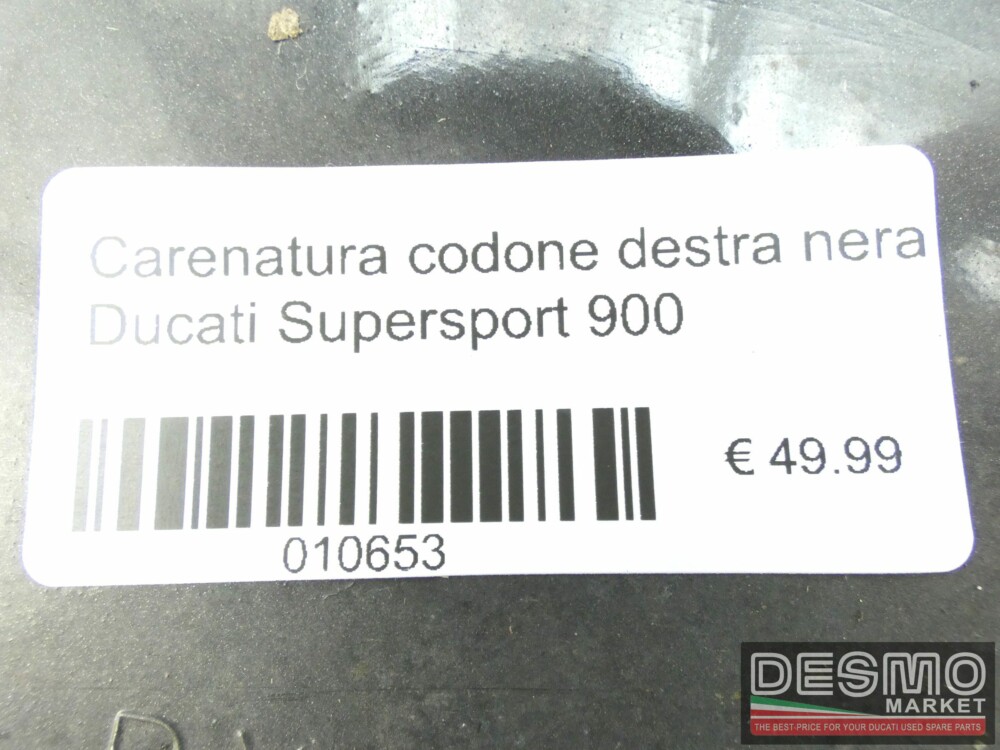 Carenatura codone destra nera
Ducati Supersport 900
€ 49.99
010653
DESMO
MARKET
THE BEST-PRICE FOR YOUR DUCATI USED SPARE PARTS